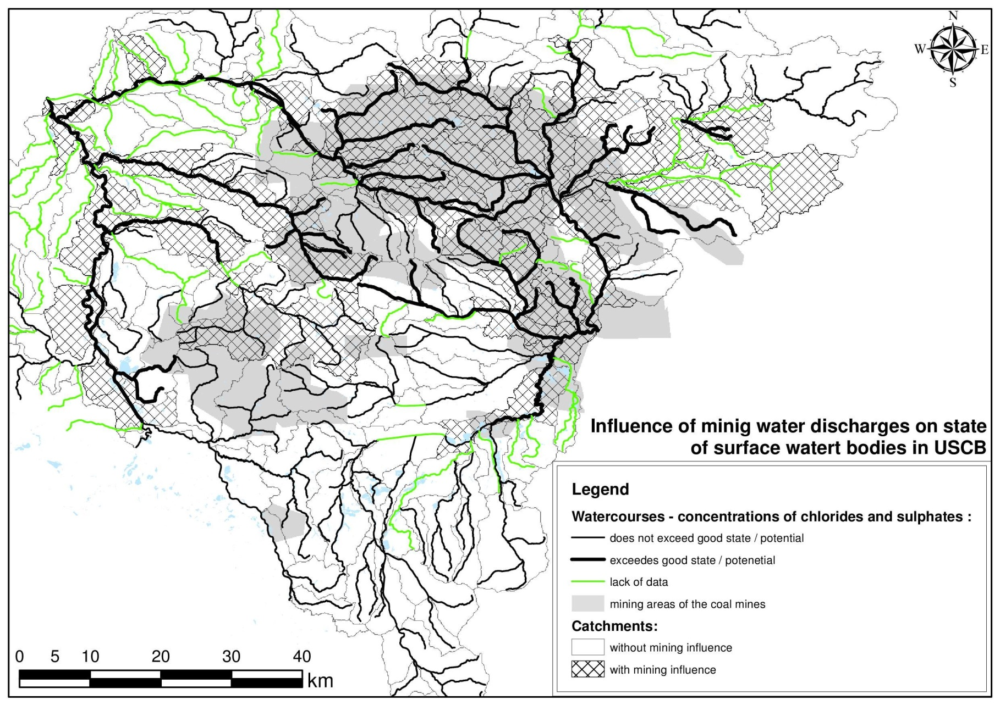 N
W E
S
Influence of minig water discharges on state
of surface watert bodies in USCB
Legend
Watercourses - concentrations of chlorides and sulphates :
does not exceed good state / potential
exceedes good state / potenetial
lack of data
mining areas of the coal mines
Catchments:
without mining influence
with mining influence
0 5 10 20 30 40
km